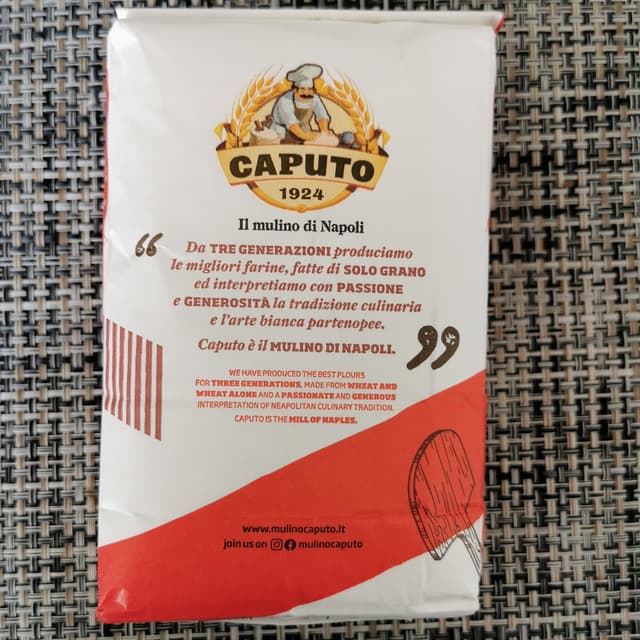 CAPUTO
1924
Il mulino di Napoli
“ Da TRE GENERAZIONI produciamo
le migliori farine, fatte di SOLO GRANO
ed interpretiamo con PASSIONE
e GENEROSITÀ la tradizione culinaria
e l'arte bianca partenopee.
Caputo è il MULINO DI NAPOLI. ”
WE HAVE PRODUCED THE BEST FLOURS
FOR THREE GENERATIONS, MADE FROM WHEAT AND
WHEAT ALONE AND A PASSIONATE AND GENEROUS
INTERPRETATION OF NEAPOLITAN CULINARY TRADITION.
CAPUTO IS THE MILL OF NAPLES.
www.mulinocaputo.it
join us on mulinocaputo